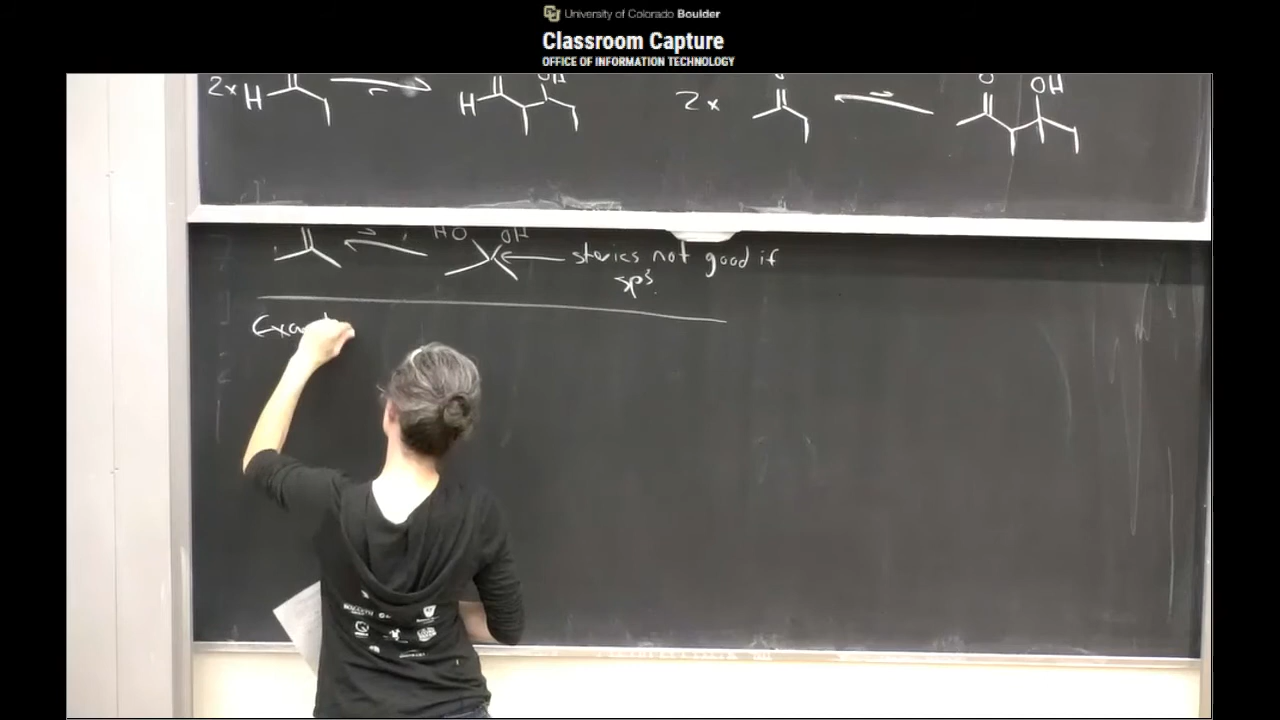 University of Colorado Boulder
Classroom Capture
OFFICE OF INFORMATION TECHNOLOGY
2x H
H OH
2x
O OH
HO OH
sterics not good if
sp³